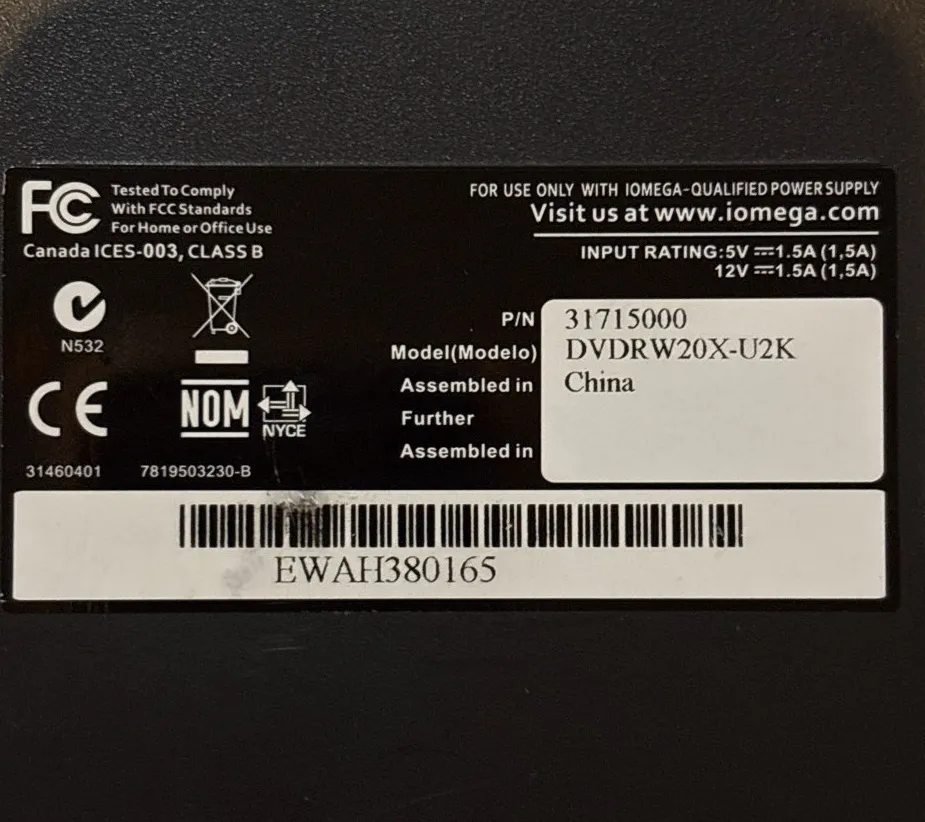 FC Tested To Comply
With FCC Standards
For Home or Office Use
Canada ICES-003, CLASS B
FOR USE ONLY WITH IOMEGA-QUALIFIED POWER SUPPLY
Visit us at www.iomega.com
INPUT RATING:5V ⎓1.5A (1,5A)
12V ⎓1.5A (1,5A)
N532
CE
NOM
NYCE
31460401 7819503230-B
P/N 31715000
Model(Modelo) DVDRW20X-U2K
Assembled in China
Further
Assembled in
EWAH380165